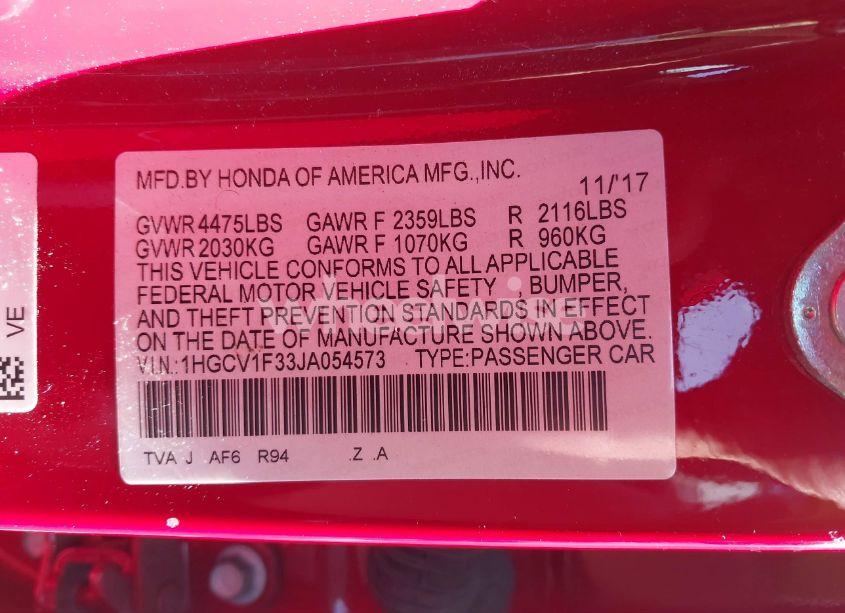 MFD.BY HONDA OF AMERICA MFG.,INC. 11/'17
GVWR 4475LBS GAWR F 2359LBS R 2116LBS
GVWR 2030KG GAWR F 1070KG R 960KG
THIS VEHICLE CONFORMS TO ALL APPLICABLE
FEDERAL MOTOR VEHICLE SAFETY , BUMPER,
AND THEFT PREVENTION STANDARDS IN EFFECT
ON THE DATE OF MANUFACTURE SHOWN ABOVE.
V.I.N.:1HGCV1F33JA054573 TYPE:PASSENGER CAR
TVA J AF6 R94 .Z .A
VE